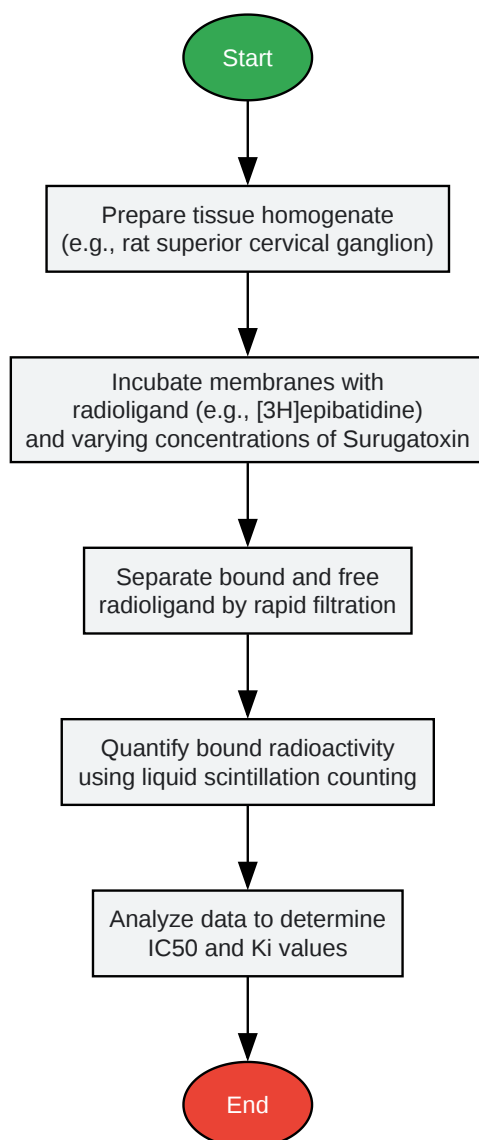 Start
Prepare tissue homogenate
(e.g., rat superior cervical ganglion)
Incubate membranes with
radioligand (e.g., [3H]epibatidine)
and varying concentrations of Surugatoxin
Separate bound and free
radioligand by rapid filtration
Quantify bound radioactivity
using liquid scintillation counting
Analyze data to determine
IC50 and Ki values
End